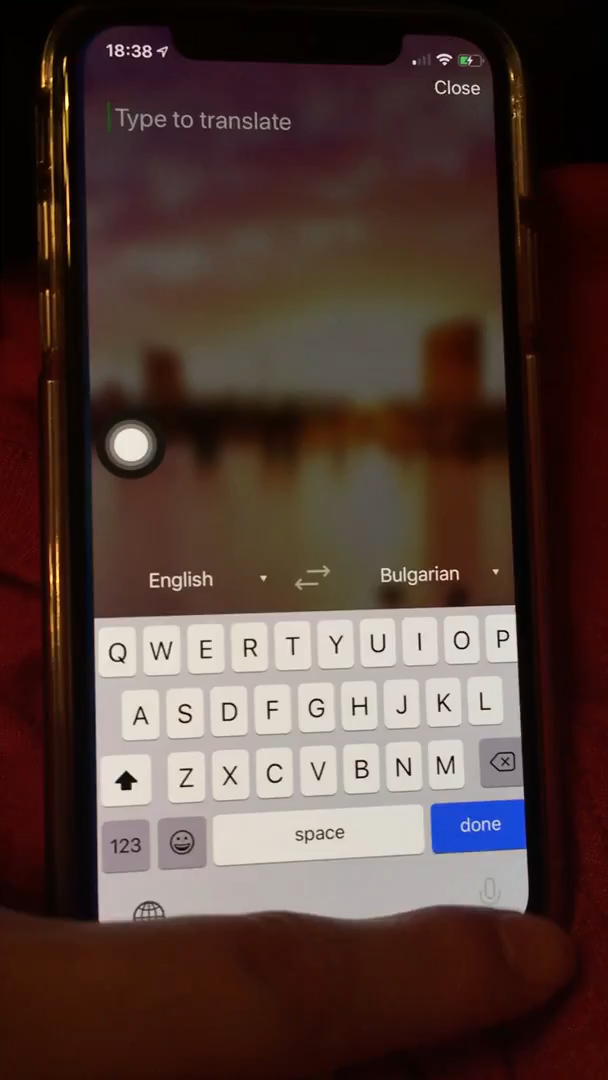 18:38
Close
Type to translate
English Bulgarian
Q W E R T Y U I O P
A S D F G H J K L
Z X C V B N M
123 space done